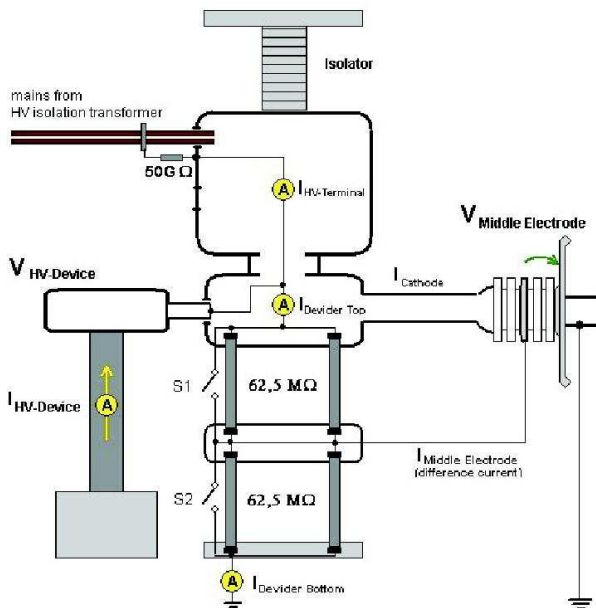 Isolator
mains from
HV isolation transformer
50G Ω
A
I HV-Terminal
V Middle Electrode
V HV-Device
I Cathode
A
I Devider Top
S1
62,5 MΩ
I HV-Device
A
I Middle Electrode
(difference current)
S2
62,5 MΩ
A
I Devider Bottom